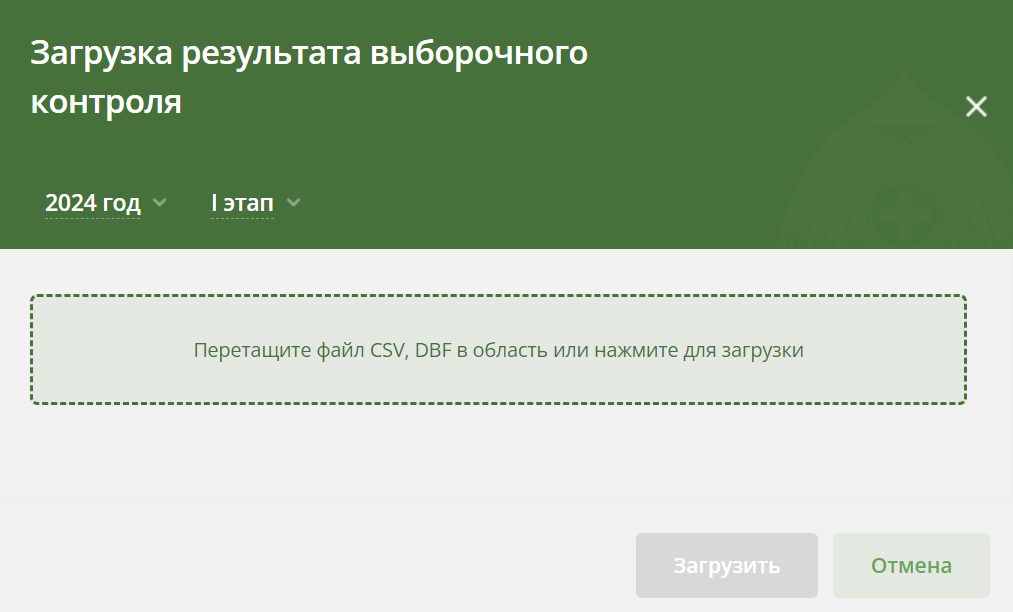 Загрузка результата выборочного
контроля
2024 год I этап
Перетащите файл CSV, DBF в область или нажмите для загрузки
Загрузить Отмена